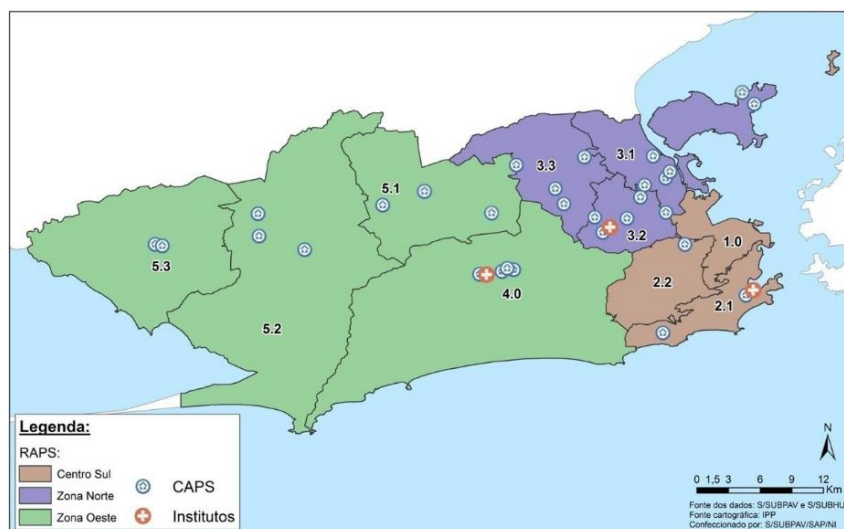 3.1
3.3
5.1
3.2
1.0
5.3
2.2
4.0
2.1
5.2
Legenda:
RAPS:
Centro Sul
Zona Norte
Zona Oeste
CAPS
Institutos
N
0 1,5 3 6 9 12
Km
Fonte dos dados: S/SUBPAV e S/SUBHU
Fonte cartográfica: IPP
Confeccionado por: S/SUBPAV/SAP/NI